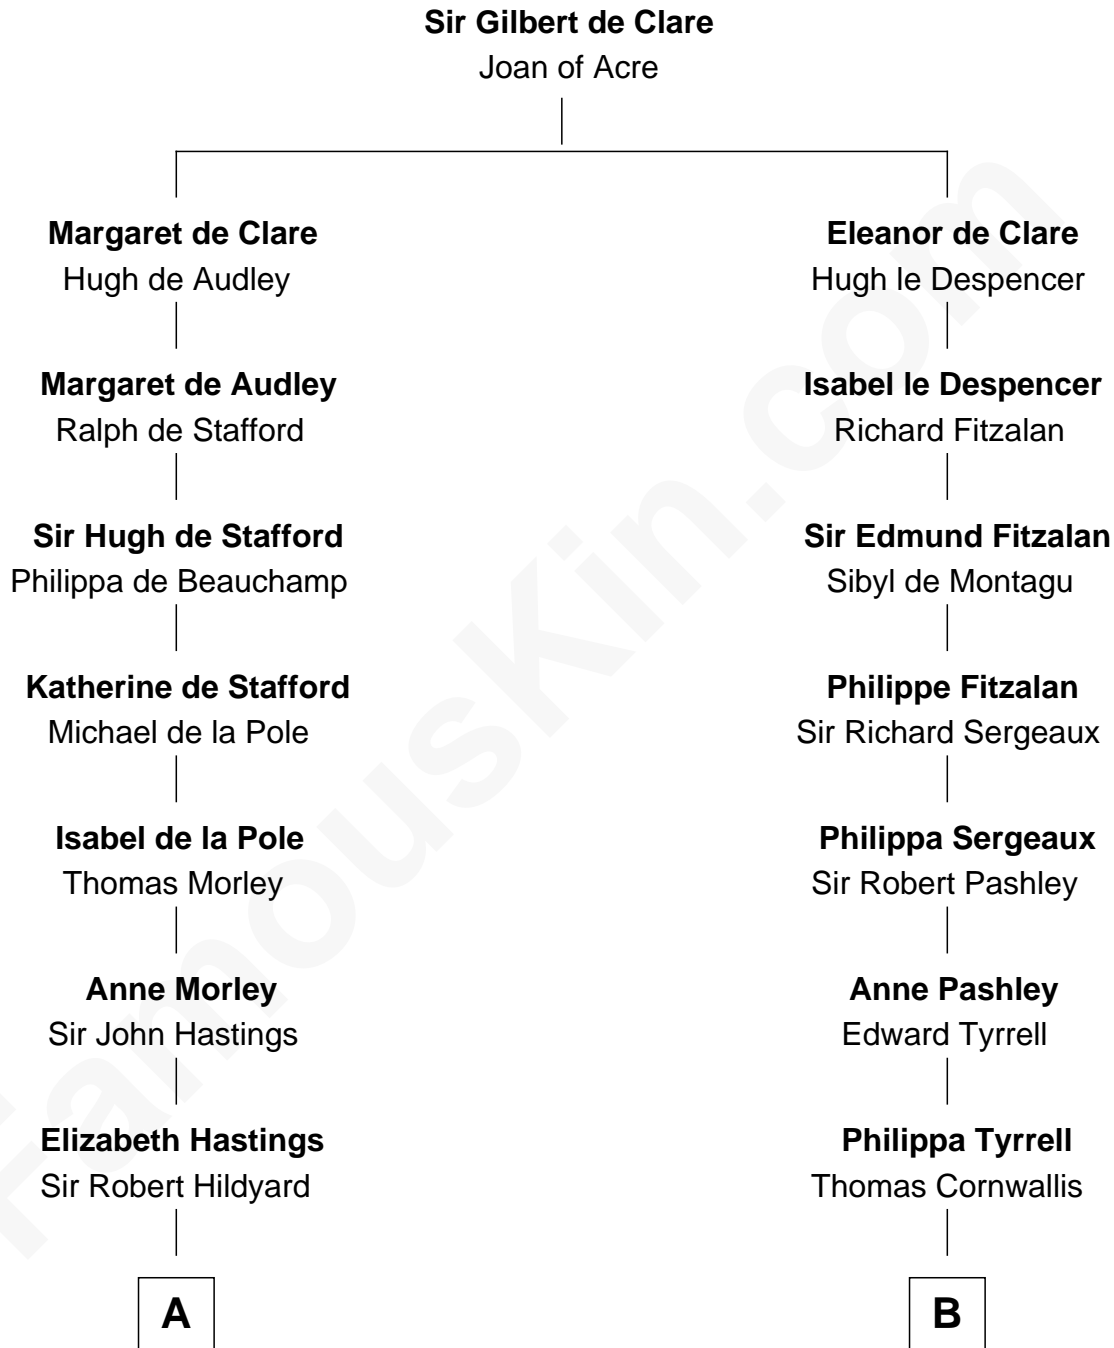 Sir Gilbert de Clare
Joan of Acre
Margaret de Clare
Hugh de Audley
Eleanor de Clare
Hugh le Despencer
Margaret de Audley
Ralph de Stafford
Isabel le Despencer
Richard Fitzalan
Sir Hugh de Stafford
Philippa de Beauchamp
Sir Edmund Fitzalan
Sibyl de Montagu
Katherine de Stafford
Michael de la Pole
Philippe Fitzalan
Sir Richard Sergeaux
Isabel de la Pole
Thomas Morley
Philippa Sergeaux
Sir Robert Pashley
Anne Morley
Sir John Hastings
Anne Pashley
Edward Tyrrell
Elizabeth Hastings
Sir Robert Hildyard
Philippa Tyrrell
Thomas Cornwallis
A
B
FamousKin.com